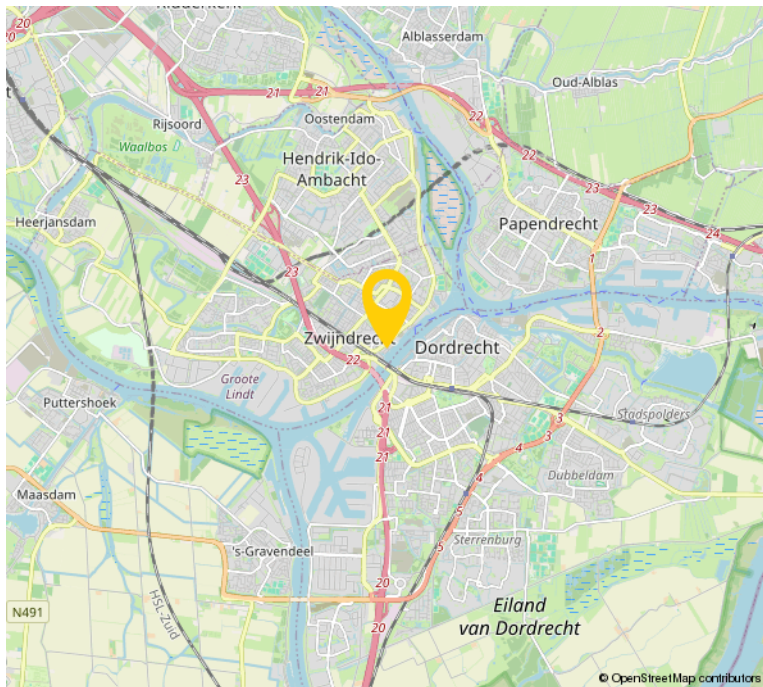 20
20
Ridderkerk
Alblasserdam
Oud-Alblas
t
21
21
Oostendam
22
Rijsoord
Waalbos
Hendrik-Ido-
Ambacht
22
23
23
23
Heerjansdam
Papendrecht
24
1
23
Zwijndrecht
Dordrecht
2
22
Groote
Lindt
Puttershoek
21
21
21
3
Stadspolders
3
4
4
Dubbeldam
Maasdam
5
Sterrenburg
's-Gravendeel
5
20
HSL-Zuid
N491
Eiland
van Dordrecht
20
© OpenStreetMap contributors